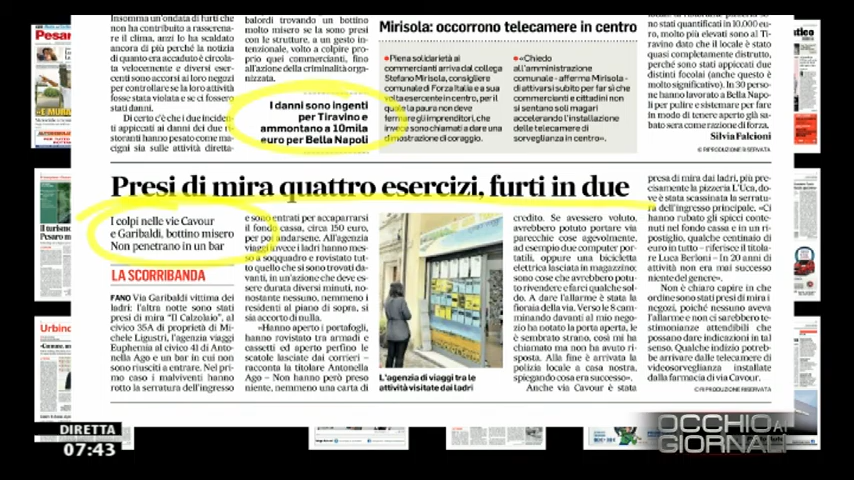 Insomma un'ondata di furti che
non ha contribuito a rasserena-
re il clima, anzi lo ha scaldato
ancora di più perché la notizia
di quanto era accaduto è circola-
ta velocemente e diversi eser-
centi sono accorsi ai loro negozi
per controllare se la loro attività
fosse stata violata e se ci fossero
stati danni.
Di certo c'è che i due inciden-
ti appiccati ai danni dei due ri-
storanti hanno pesato come ma-
cigni sia sulle attività diretta-
balordi trovando un bottino
molto misero se la sono presi
con le strutture, a un gesto in-
tenzionale, volto a colpire pro-
prio quei commercianti, fino
all'azione della criminalità orga-
nizzata.
I danni sono ingenti
per Tiravino e
ammontano a 10mila
euro per Bella Napoli
Mirisola: occorrono telecamere in centro
Piena solidarietà ai
commercianti arriva dal collega
Stefano Mirisola, consigliere
comunale di Forza Italia e a sua
volta esercente in centro, per il
quale la paura non deve
fermare gli imprenditori, che
invece sono chiamati a dare una
dimostrazione di coraggio.
«Chiedo
all'amministrazione
comunale - afferma Mirisola -
di attivarsi subito per far sì che
commercianti e cittadini non
si sentano soli magari
accelerando l'installazione
delle telecamere di
sorveglianza in centro».
no stati quantificati in 10.000 eu-
ro, molto più elevati sono al Ti-
ravino dato che il locale è stato
quasi completamente distrutto,
perché sono stati appiccati due
distinti focolai (anche questo è
molto significativo). In 30 perso-
ne hanno lavorato a Bella Napo-
li per pulire e sistemare per fare
in modo di tenere aperto già sa-
bato sera come razione di forza.
Silvia Falcioni
© RIPRODUZIONE RISERVATA
Presi di mira quattro esercizi, furti in due
I colpi nelle vie Cavour
e Garibaldi, bottino misero
Non penetrano in un bar
LA SCORRIBANDA
FANO Via Garibaldi vittima dei
ladri: l'altra notte sono stati
presi di mira "Il Calzolaio", al
civico 35A di proprietà di Mi-
chele Ligustri, l'agenzia viaggi
Euphemia al civico 41 di Anto-
nella Ago e un bar in cui non
sono riusciti a entrare. Nel pri-
mo caso i malviventi hanno
rotto la serratura dell'ingresso
e sono entrati per accaparrarsi
il fondo cassa, circa 150 euro,
per poi andarsene. All'agenzia
viaggi invece i ladri hanno mes-
so a soqquadro e rovistato tut-
to quello che si sono trovati da-
vanti, in un'azione che deve es-
sere durata diversi minuti, no-
nostante nessuno, nemmeno i
residenti al piano di sopra, si
sia accorto di nulla.
«Hanno aperto i portafogli,
hanno rovistato tra armadi e
cassetti ed aperto perfino le
scatole lasciate dai corrieri -
racconta la titolare Antonella
Ago - Non hanno però preso
niente, nemmeno una carta di
L'agenzia di viaggi tra le
attività visitate dai ladri
credito. Se avessero voluto,
avrebbero potuto portare via
parecchie cose agevolmente,
ad esempio due computer por-
tatili, oppure una bicicletta
elettrica lasciata in magazzino;
sono cose che avrebbero potu-
to rivendere e farci qualche sol-
do. A dare l'allarme è stata la
fioraia della via. Verso le 8 cam-
minando davanti al mio nego-
zio ha notato la porta aperta, le
è sembrato strano, così mi ha
chiamato ma non ha avuto ri-
sposta. Alla fine è arrivata la
polizia locale a casa nostra,
spiegando cosa era successo».
Anche via Cavour è stata
presa di mira dai ladri, più pre-
cisamente la pizzeria L'Uca, do-
ve è stata scassinata la serratu-
ra dell'ingresso principale. «Ci
hanno rubato gli spicci conte-
nuti nel fondo cassa e in un ri-
postiglio, qualche centinaio di
euro in tutto - riferisce il titola-
re Luca Berloni - In 20 anni di
attività non era mai successo
niente del genere».
Non è chiaro capire in che
ordine sono stati presi di mira i
negozi, poiché nessuno aveva
l'allarme e non ci sarebbero te-
stimonianze attendibili che
possano dare indicazioni in tal
senso. Qualche indizio potreb-
be arrivare dalle telecamere di
videosorveglianza installate
dalla farmacia di via Cavour.
© RIPRODUZIONE RISERVATA
Pesar
Il turismo
Pesaro m
Urbino
DIRETTA
07:43
OCCHIO AI
GIORNALI